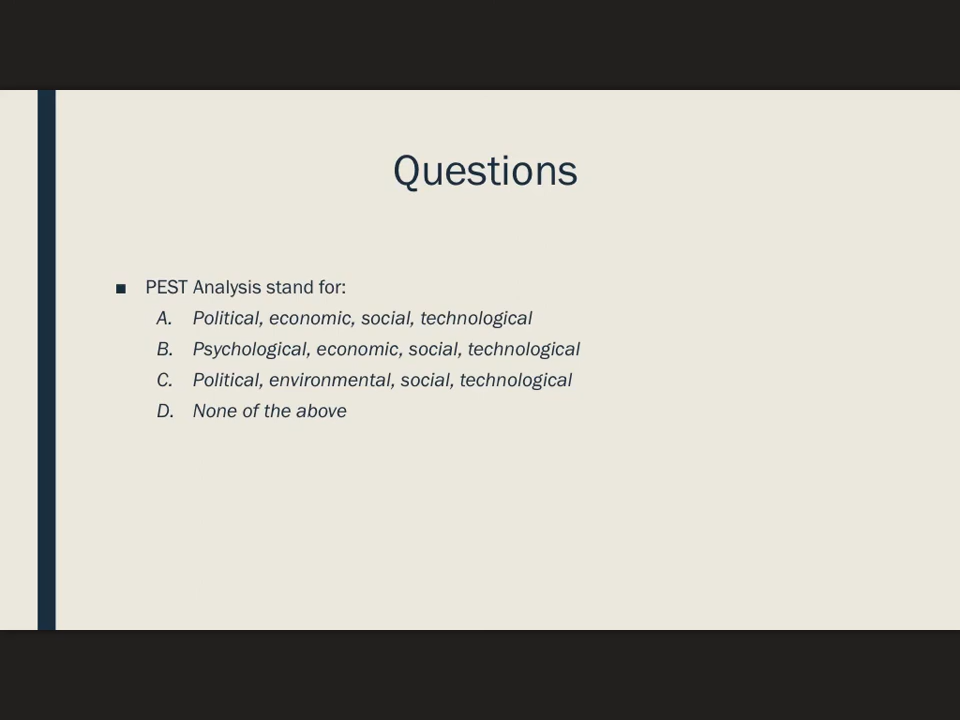 Questions
■ PEST Analysis stand for:
A. Political, economic, social, technological
B. Psychological, economic, social, technological
C. Political, environmental, social, technological
D. None of the above